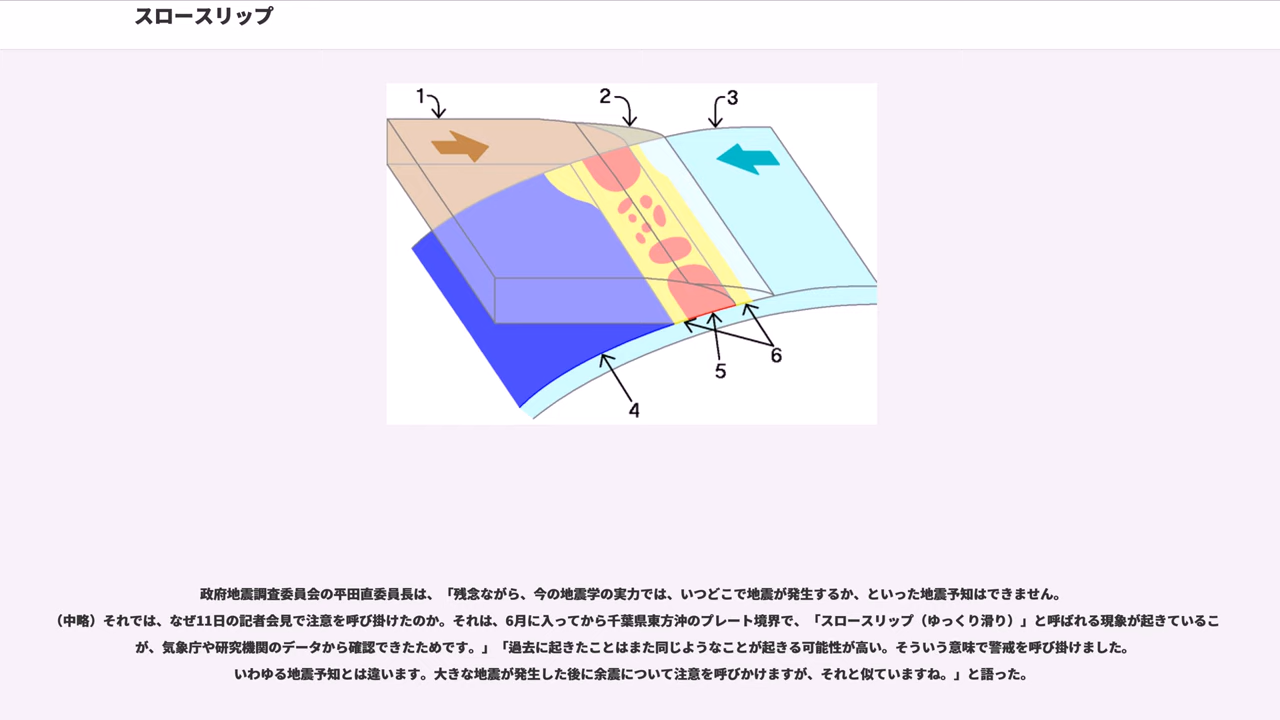 スロースリップ
1
2
3
4
5
6
政府地震調査委員会の平田直委員長は、「残念ながら、今の地震学の実力では、いつどこで地震が発生するか、といった地震予知はできません。
（中略）それでは、なぜ11日の記者会見で注意を呼び掛けたのか。それは、6月に入ってから千葉県東方沖のプレート境界で、「スロースリップ（ゆっくり滑り）」と呼ばれる現象が起きているこ
が、気象庁や研究機関のデータから確認できたためです。」「過去に起きたことはまた同じようなことが起きる可能性が高い。そういう意味で警戒を呼び掛けました。
いわゆる地震予知とは違います。大きな地震が発生した後に余震について注意を呼びかけますが、それと似ていますね。」と語った。